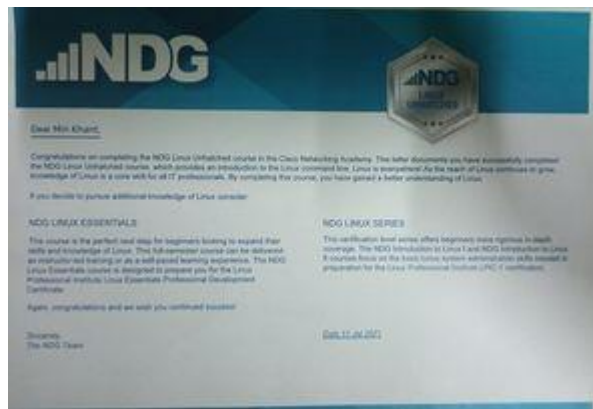 NDG
NDG
LINUX
UNHATCHED
Dear Min Khant,
Congratulations on completing the NDG Linux Unhatched course in the Cisco Networking Academy. This letter documents you have successfully completed
the NDG Linux Unhatched course, which provides an introduction to the Linux command line. Linux is everywhere! As the reach of Linux continues to grow,
knowledge of Linux is a core skill for all IT professionals. By completing this course, you have gained a better understanding of Linux.
If you decide to pursue additional knowledge of Linux consider:
NDG LINUX ESSENTIALS
This course is the perfect next step for beginners looking to expand their
skills and knowledge of Linux. This full-semester course can be delivered
as instructor-led training or as a self-paced learning experience. The NDG
Linux Essentials course is designed to prepare you for the Linux
Professional Institute Linux Essentials Professional Development
Certificate.
Again, congratulations and we wish you continued success!
Sincerely,
The NDG Team
NDG LINUX SERIES
This certification level series offers beginners more rigorous in-depth
coverage. The NDG Introduction to Linux I and NDG Introduction to Linux
II courses focus on the basic Linux system administration skills needed in
preparation for the Linux Professional Institute LPIC-1 certification.
Date 11 Jul 2021